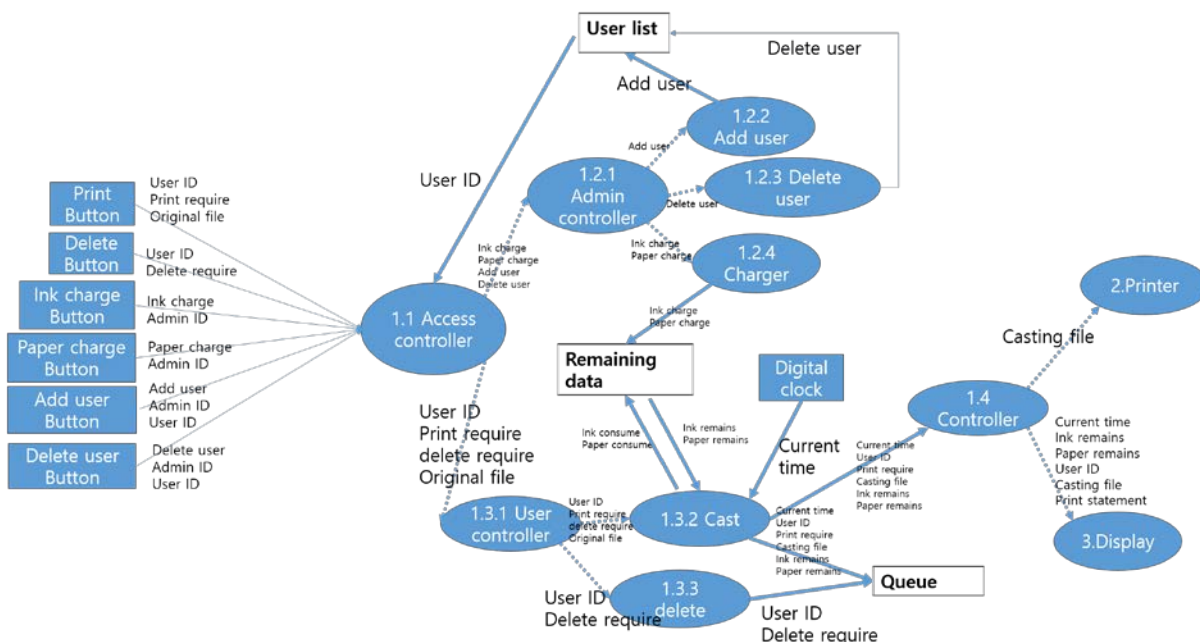 User list
Delete user
Add user
1.2.2
Add user
Add user
User ID
1.2.1
Admin
controller
1.2.3 Delete
user
Delete user
Print
Button
User ID
Print require
Original file
Delete
Button
User ID
Delete require
Ink charge
Button
Ink charge
Admin ID
Paper charge
Button
Paper charge
Admin ID
Add user
Button
Add user
Admin ID
User ID
Delete user
Button
Delete user
Admin ID
User ID
1.1 Access
controller
Ink charge
Paper charge
Add user
Delete user
Ink charge
Paper charge
1.2.4
Charger
Ink charge
Paper charge
Remaining
data
Digital
clock
2.Printer
Casting file
1.4
Controller
User ID
Print require
delete require
Original file
Ink consume
Paper consume
Ink remains
Paper remains
Current
time
Current time
User ID
Print require
Casting file
Ink remains
Paper remains
Current time
Ink remains
Paper remains
User ID
Casting file
Print statement
1.3.1 User
controller
User ID
Print require
delete require
Original file
1.3.2 Cast
Current time
User ID
Print require
Casting file
Ink remains
Paper remains
3.Display
Queue
1.3.3
delete
User ID
Delete require
User ID
Delete require